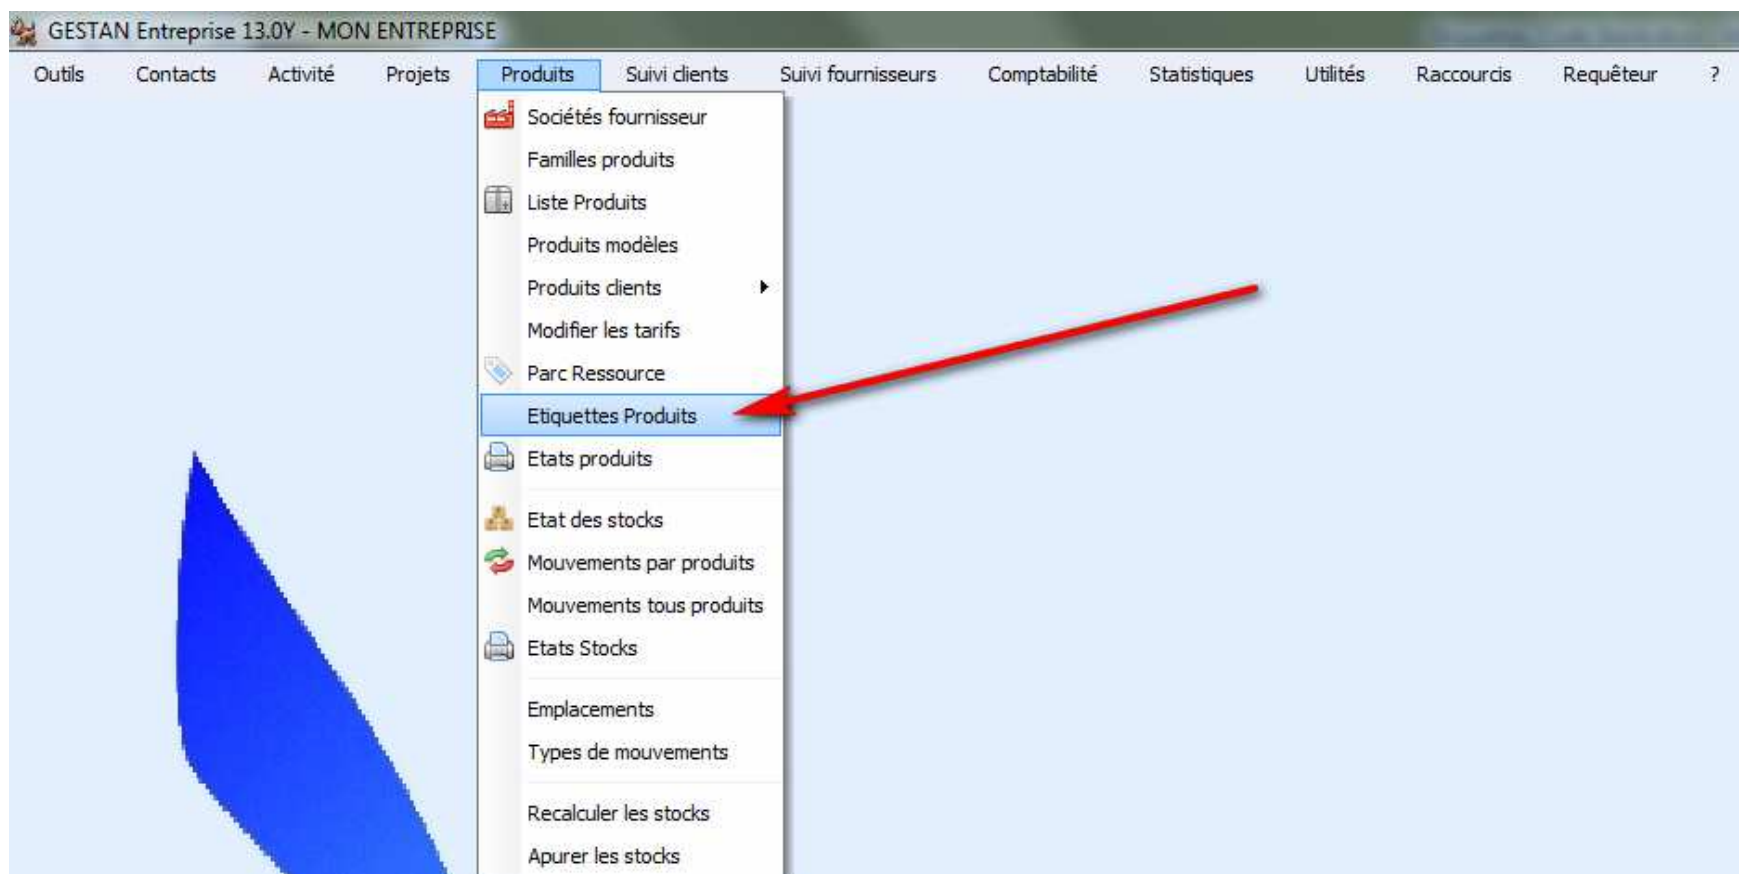 GESTAN Entreprise 13.0Y - MON ENTREPRISE
Outils Contacts Activité Projets Produits Suivi clients Suivi fournisseurs Comptabilité Statistiques Utilités Raccourcis Requêteur ?
Sociétés fournisseur
Familles produits
Liste Produits
Produits modèles
Produits clients
Modifier les tarifs
Parc Ressource
Etiquettes Produits
Etats produits
Etat des stocks
Mouvements par produits
Mouvements tous produits
Etats Stocks
Emplacements
Types de mouvements
Recalculer les stocks
Apurer les stocks